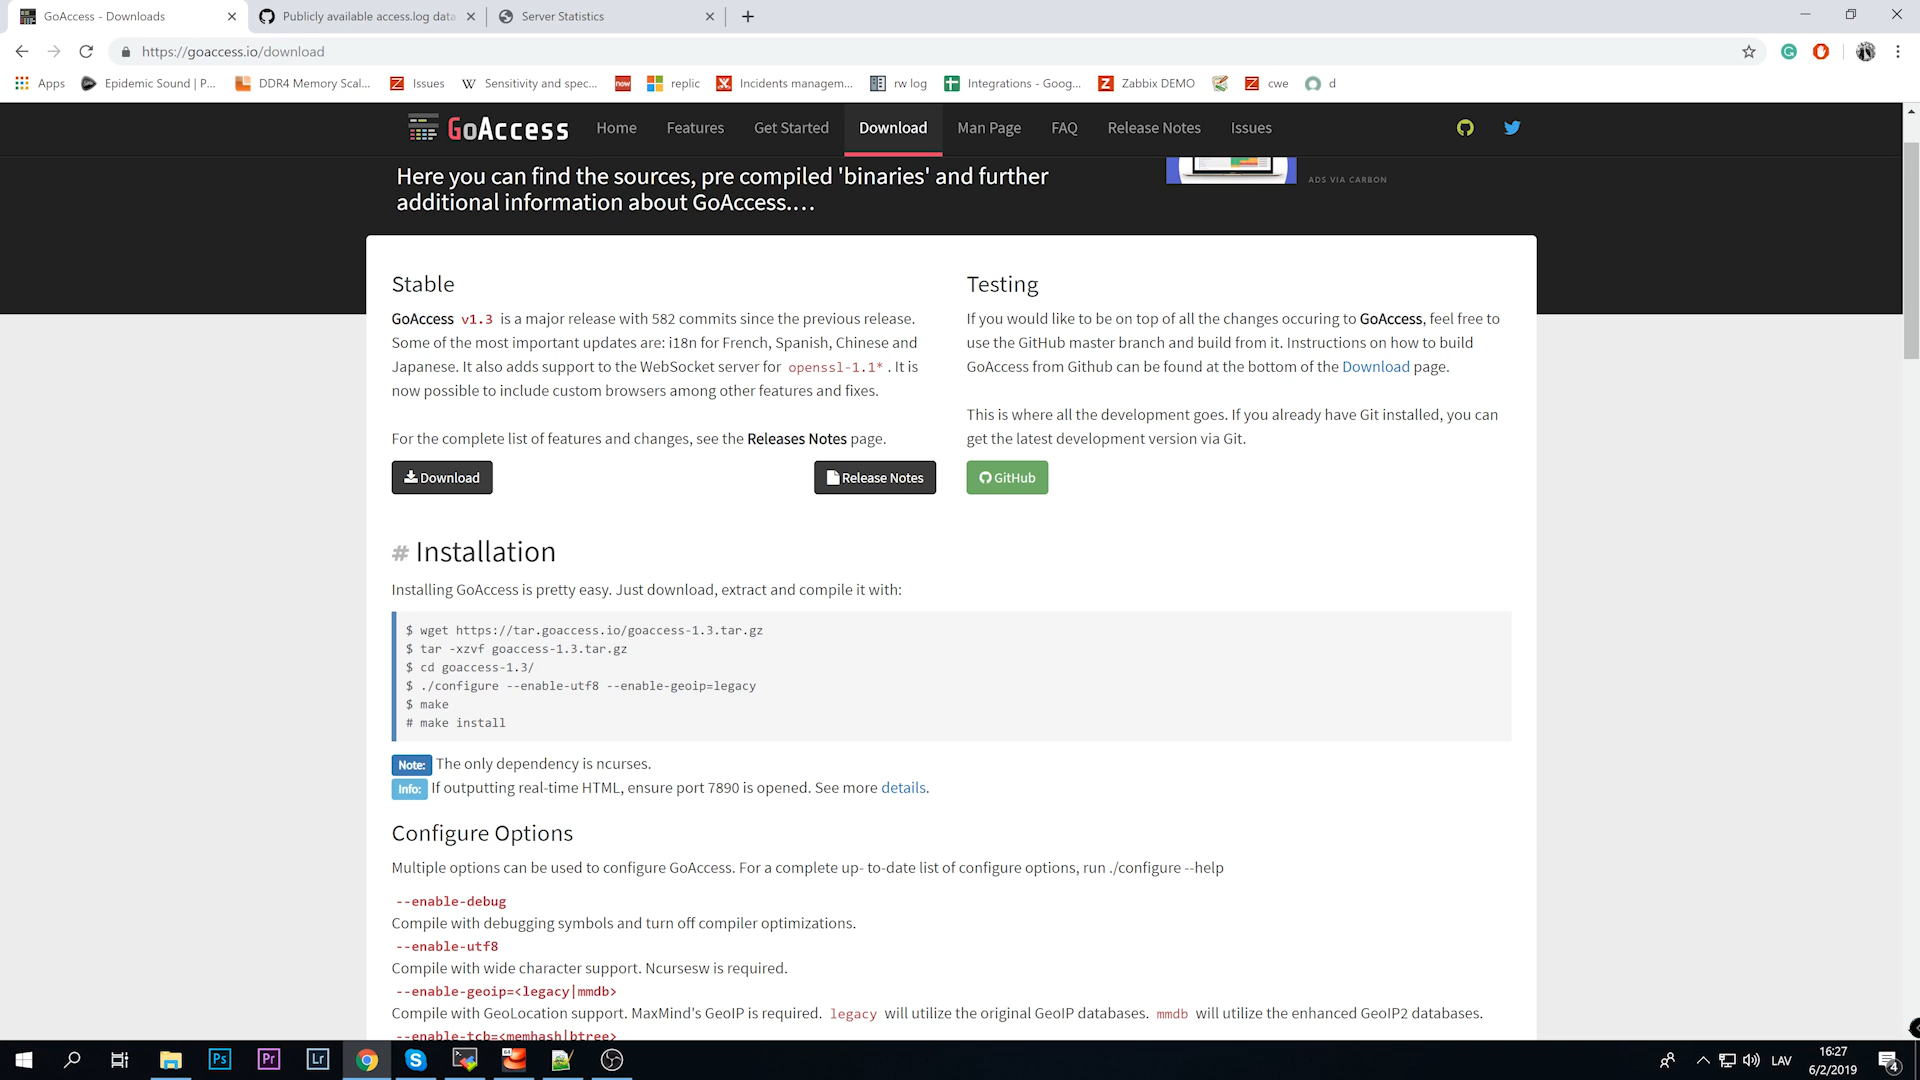 GoAccess - Downloads
Publicly available access.log data
Server Statistics
https://goaccess.io/download
Apps
Epidemic Sound | P...
DDR4 Memory Scal...
Issues
Sensitivity and spec...
now
replic
Incidents managem...
rw log
Integrations - Goog...
Zabbix DEMO
cwe
d
GoAccess
Home
Features
Get Started
Download
Man Page
FAQ
Release Notes
Issues
Here you can find the sources, pre compiled 'binaries' and further
additional information about GoAccess....
ADS VIA CARBON
Stable
GoAccess v1.3 is a major release with 582 commits since the previous release.
Some of the most important updates are: i18n for French, Spanish, Chinese and
Japanese. It also adds support to the WebSocket server for openssl-1.1* . It is
now possible to include custom browsers among other features and fixes.
For the complete list of features and changes, see the Releases Notes page.
Download
Release Notes
Testing
If you would like to be on top of all the changes occuring to GoAccess, feel free to
use the GitHub master branch and build from it. Instructions on how to build
GoAccess from Github can be found at the bottom of the Download page.
This is where all the development goes. If you already have Git installed, you can
get the latest development version via Git.
GitHub
# Installation
Installing GoAccess is pretty easy. Just download, extract and compile it with:
$ wget https://tar.goaccess.io/goaccess-1.3.tar.gz
$ tar -xzvf goaccess-1.3.tar.gz
$ cd goaccess-1.3/
$ ./configure --enable-utf8 --enable-geoip=legacy
$ make
# make install
Note: The only dependency is ncurses.
Info: If outputting real-time HTML, ensure port 7890 is opened. See more details.
Configure Options
Multiple options can be used to configure GoAccess. For a complete up- to-date list of configure options, run ./configure --help
--enable-debug
Compile with debugging symbols and turn off compiler optimizations.
--enable-utf8
Compile with wide character support. Ncursesw is required.
--enable-geoip=<legacy|mmdb>
Compile with GeoLocation support. MaxMind's GeoIP is required. legacy will utilize the original GeoIP databases. mmdb will utilize the enhanced GeoIP2 databases.
--enable-tcb=<memhash|btree>
Ps
Pr
Lr
64
LAV
16:27
6/2/2019
4